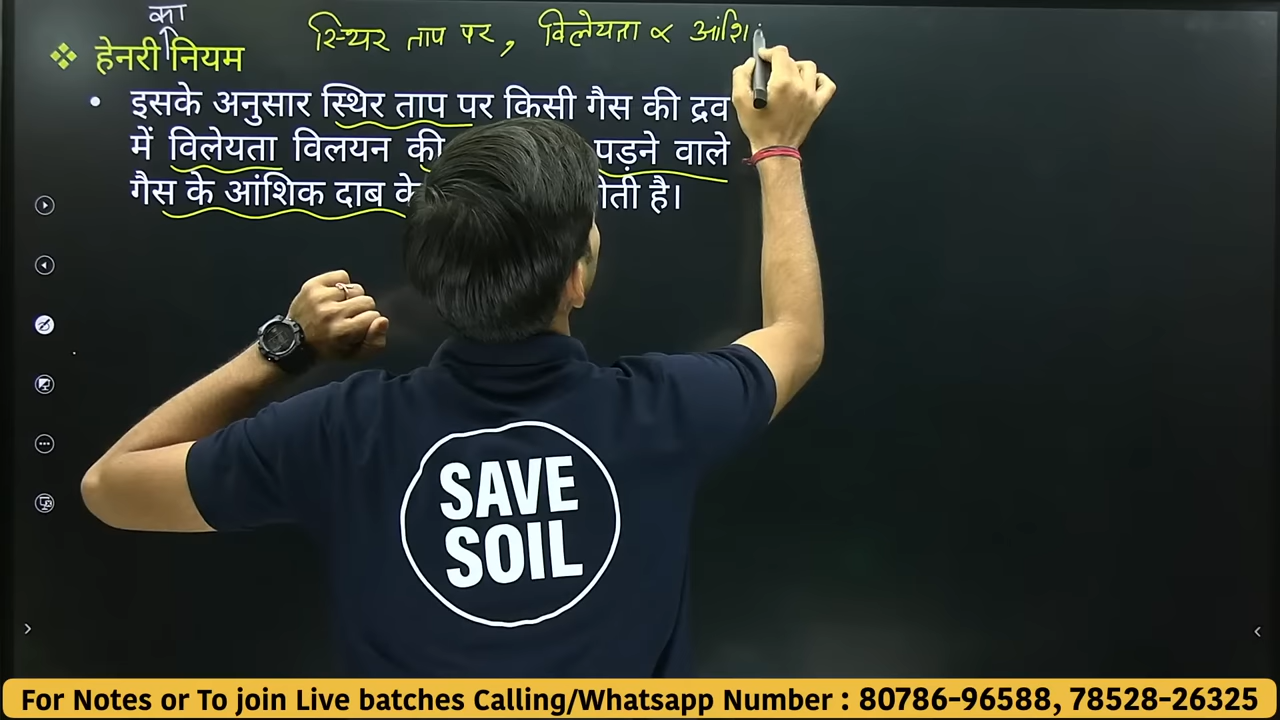 का
स्थिर ताप पर, विलेयता ∝ आंशि
❖ हेनरी नियम
• इसके अनुसार स्थिर ताप पर किसी गैस की द्रव
में विलेयता विलयन की पड़ने वाले
गैस के आंशिक दाब के है।
SAVE
SOIL
For Notes or To join Live batches Calling/Whatsapp Number : 80786-96588, 78528-26325